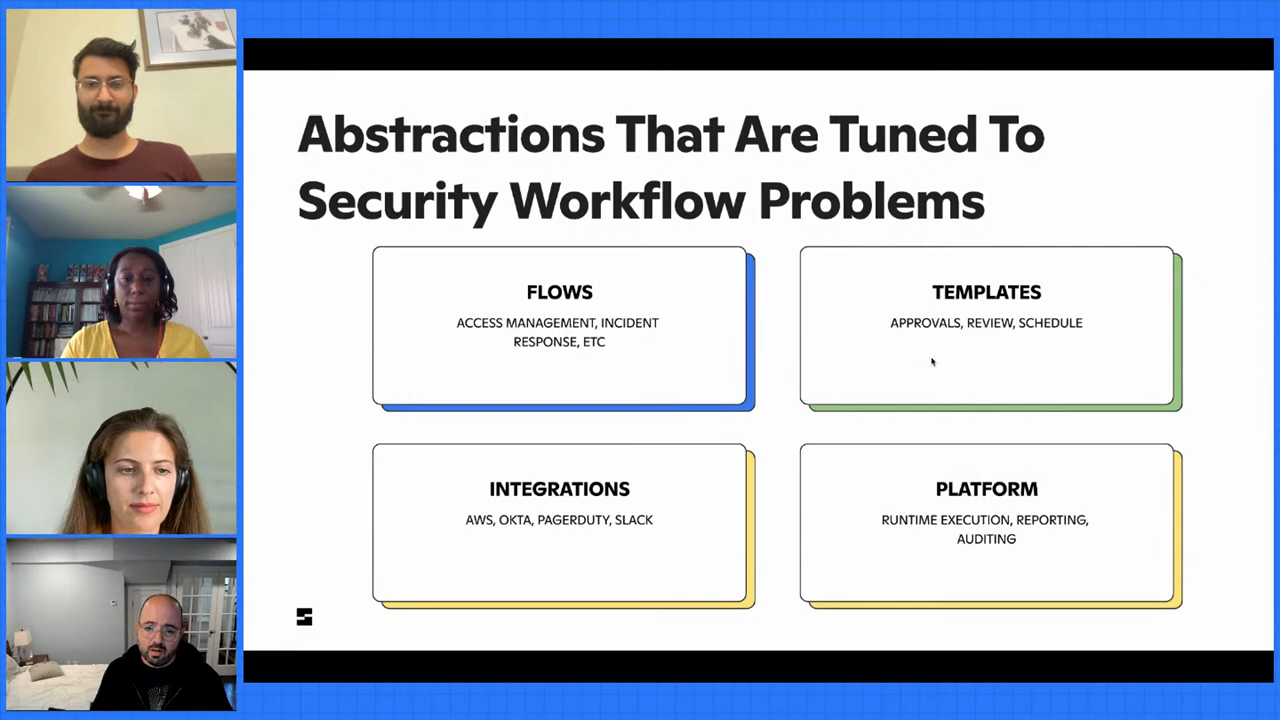 Abstractions That Are Tuned To
Security Workflow Problems
FLOWS
ACCESS MANAGEMENT, INCIDENT
RESPONSE, ETC
TEMPLATES
APPROVALS, REVIEW, SCHEDULE
INTEGRATIONS
AWS, OKTA, PAGERDUTY, SLACK
PLATFORM
RUNTIME EXECUTION, REPORTING,
AUDITING